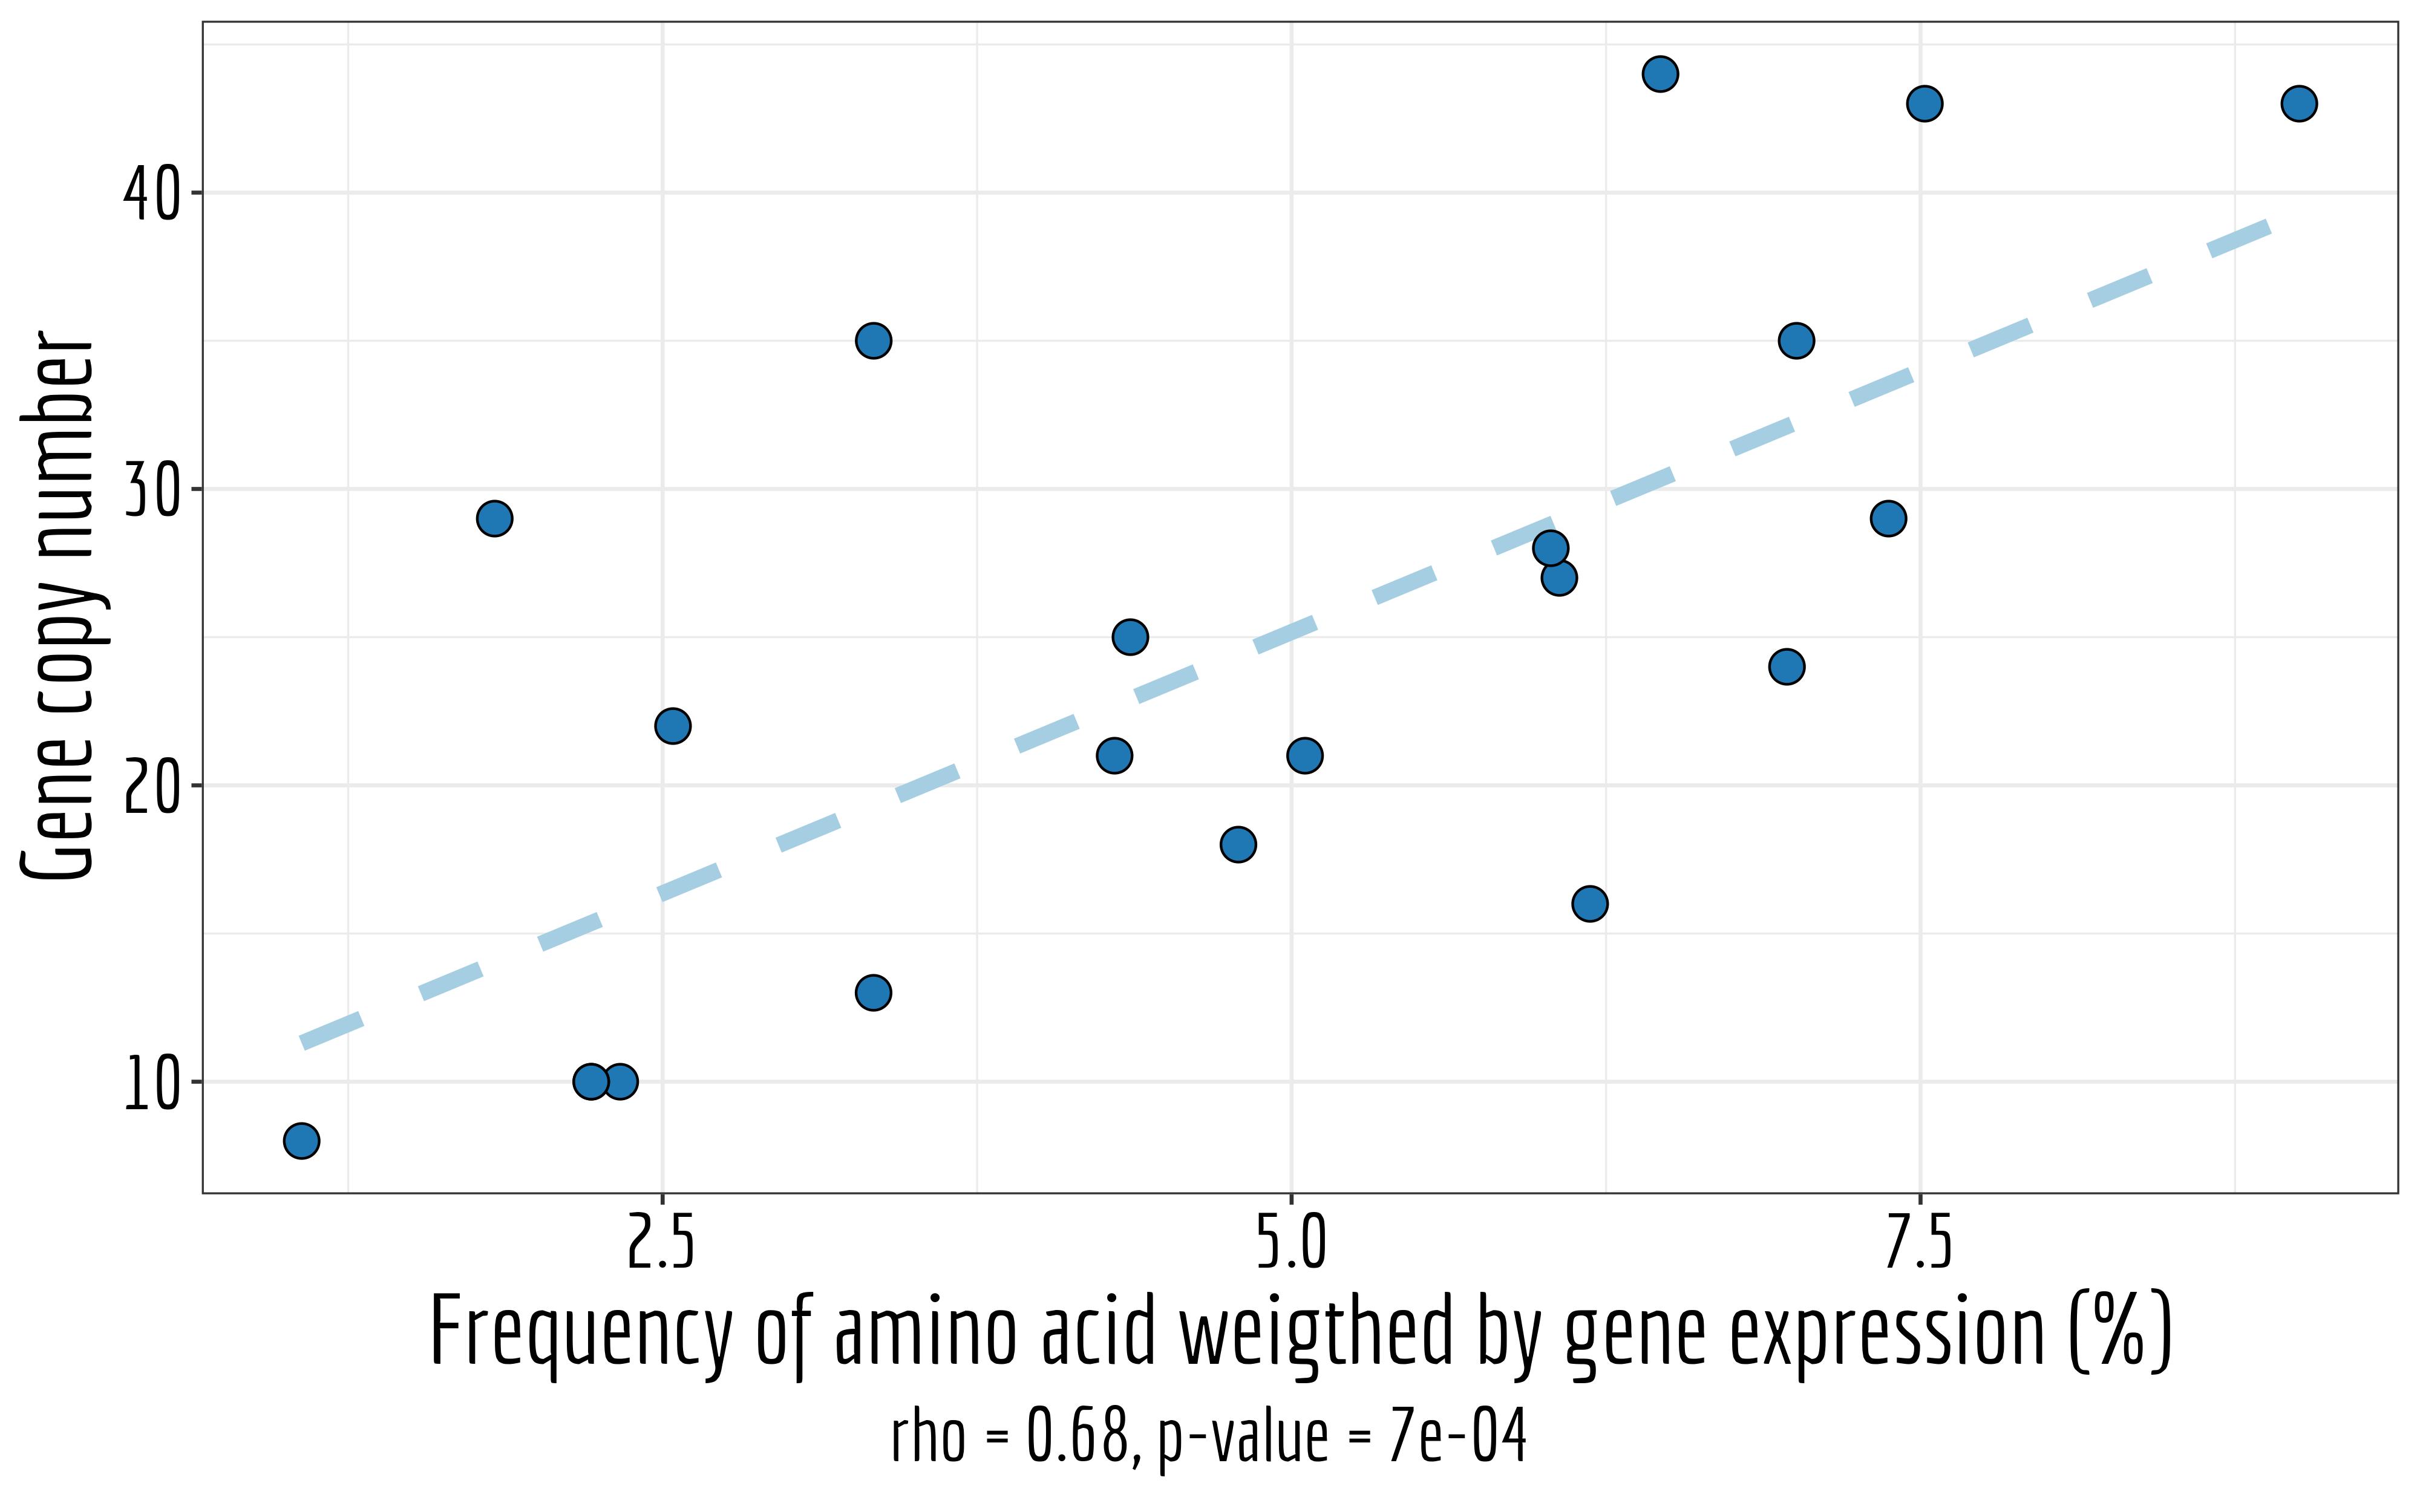 Gene copy number
40
30
20
10
2.5 5.0 7.5
Frequency of amino acid weigthed by gene expression (%)
rho = 0.68, p-value = 7e-04